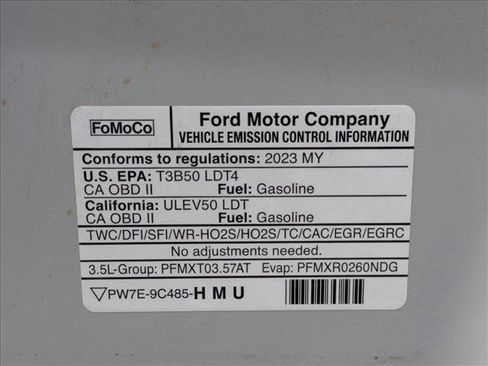 FoMoCo
Ford Motor Company
VEHICLE EMISSION CONTROL INFORMATION
Conforms to regulations: 2023 MY
U.S. EPA: T3B50 LDT4
CA OBD II Fuel: Gasoline
California: ULEV50 LDT
CA OBD II Fuel: Gasoline
TWC/DFI/SFI/WR-HO2S/HO2S/TC/CAC/EGR/EGRC
No adjustments needed.
3.5L-Group: PFMXT03.57AT Evap: PFMXR0260NDG
PW7E-9C485-HMU